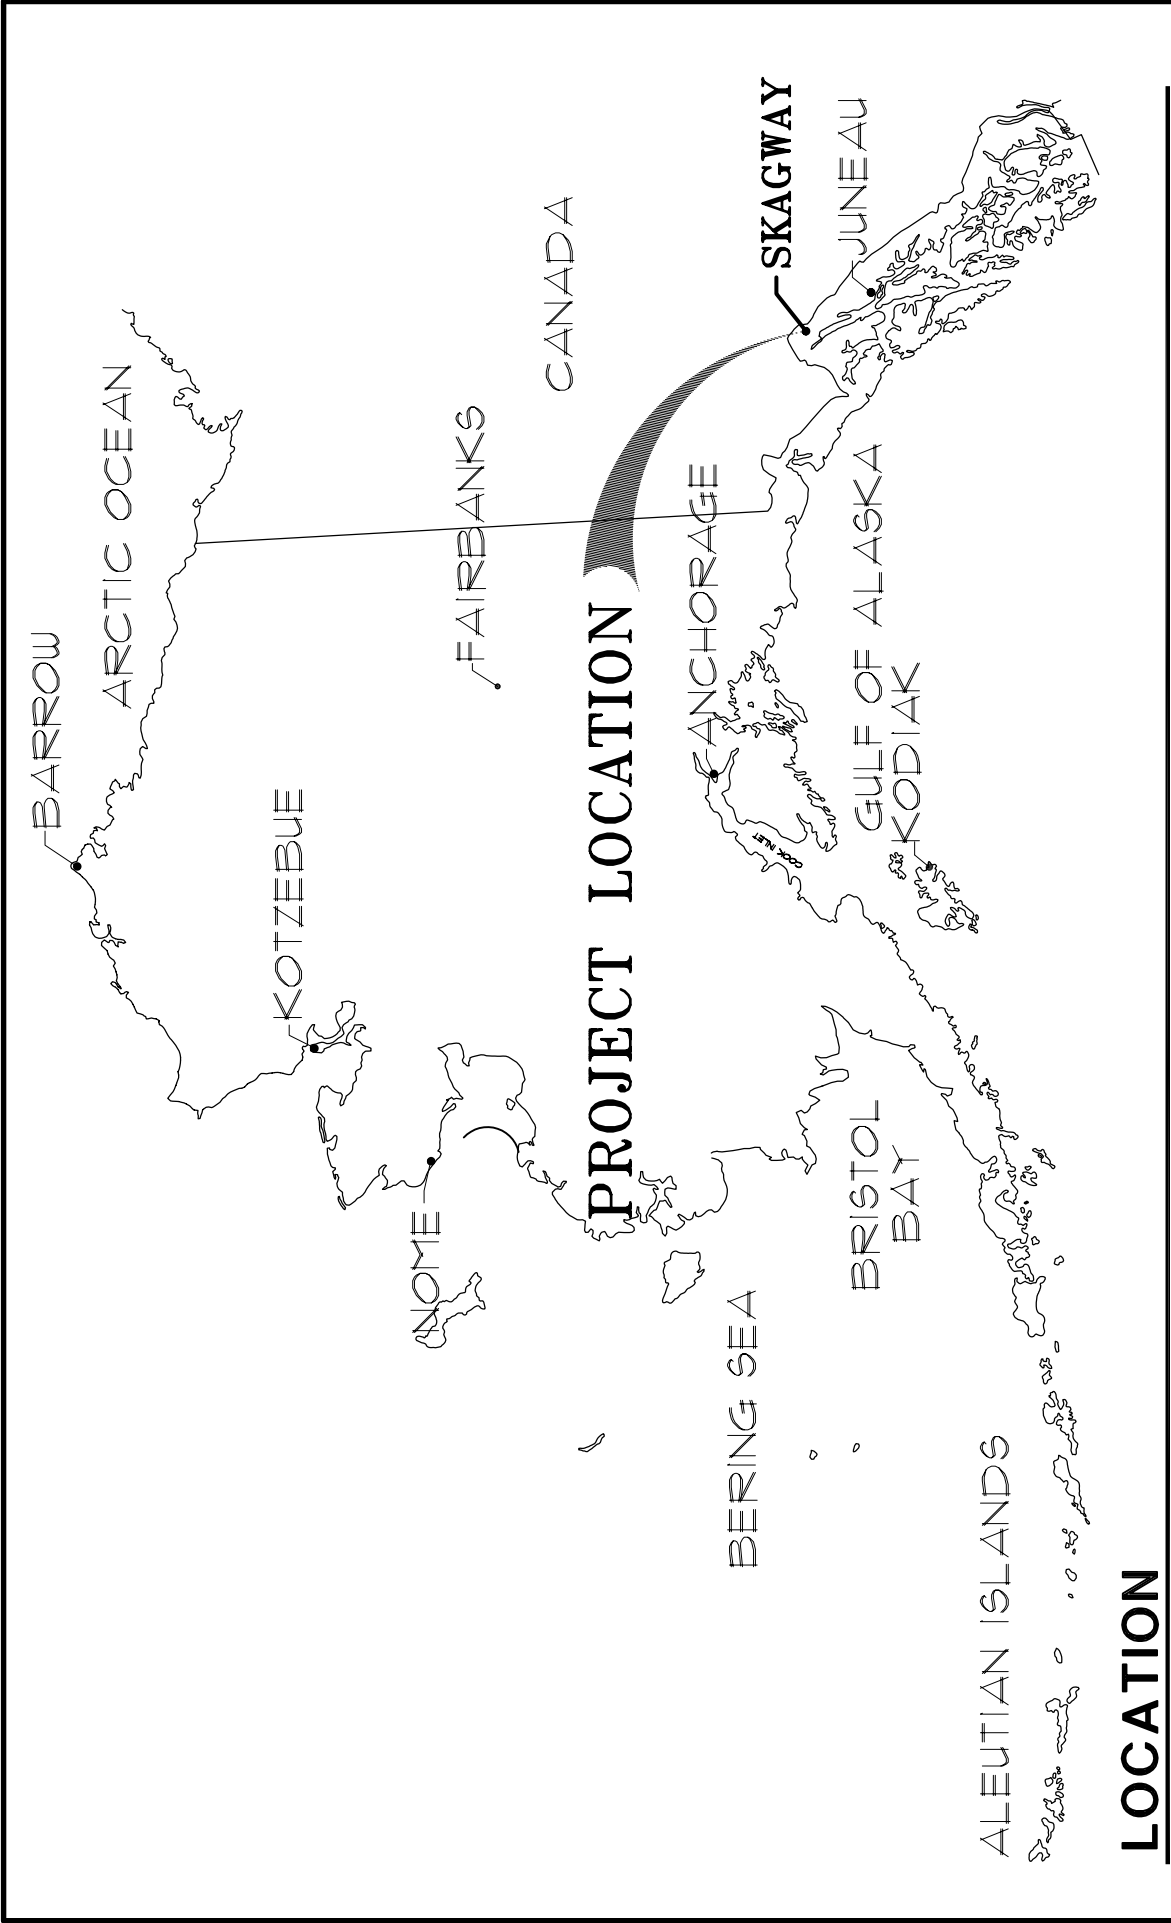 BARROW
ARCTIC OCEAN
KOTZEBUE
NOME
FAIRBANKS
CANADA
PROJECT LOCATION
ANCHORAGE
SKAGWAY
JUNEAU
COOK INLET
BERING SEA
BRISTOL
BAY
GULF OF ALASKA
KODIAK
ALEUTIAN ISLANDS
LOCATION